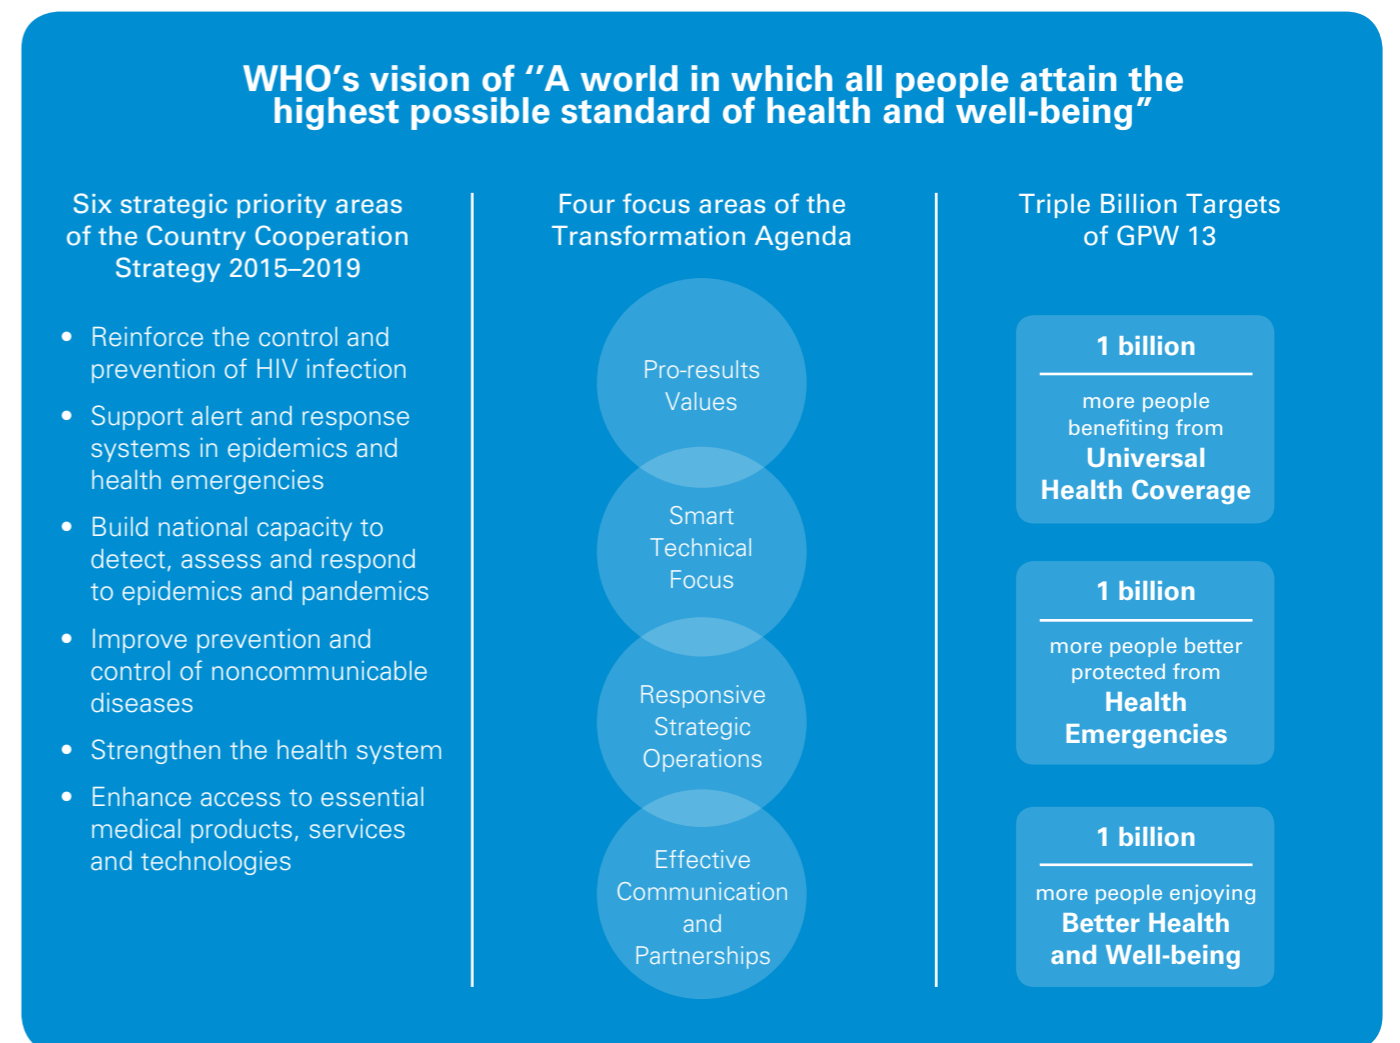 WHO’s vision of ‘’A world in which all people attain the
highest possible standard of health and well-being”
Six strategic priority areas
of the Country Cooperation
Strategy 2015–2019
• Reinforce the control and
prevention of HIV infection
• Support alert and response
systems in epidemics and
health emergencies
• Build national capacity to
detect, assess and respond
to epidemics and pandemics
• Improve prevention and
control of noncommunicable
diseases
• Strengthen the health system
• Enhance access to essential
medical products, services
and technologies
Four focus areas of the
Transformation Agenda
Pro-results
Values
Smart
Technical
Focus
Responsive
Strategic
Operations
Effective
Communication
and
Partnerships
Triple Billion Targets
of GPW 13
1 billion
more people
benefiting from
Universal
Health Coverage
1 billion
more people better
protected from
Health
Emergencies
1 billion
more people enjoying
Better Health
and Well-being